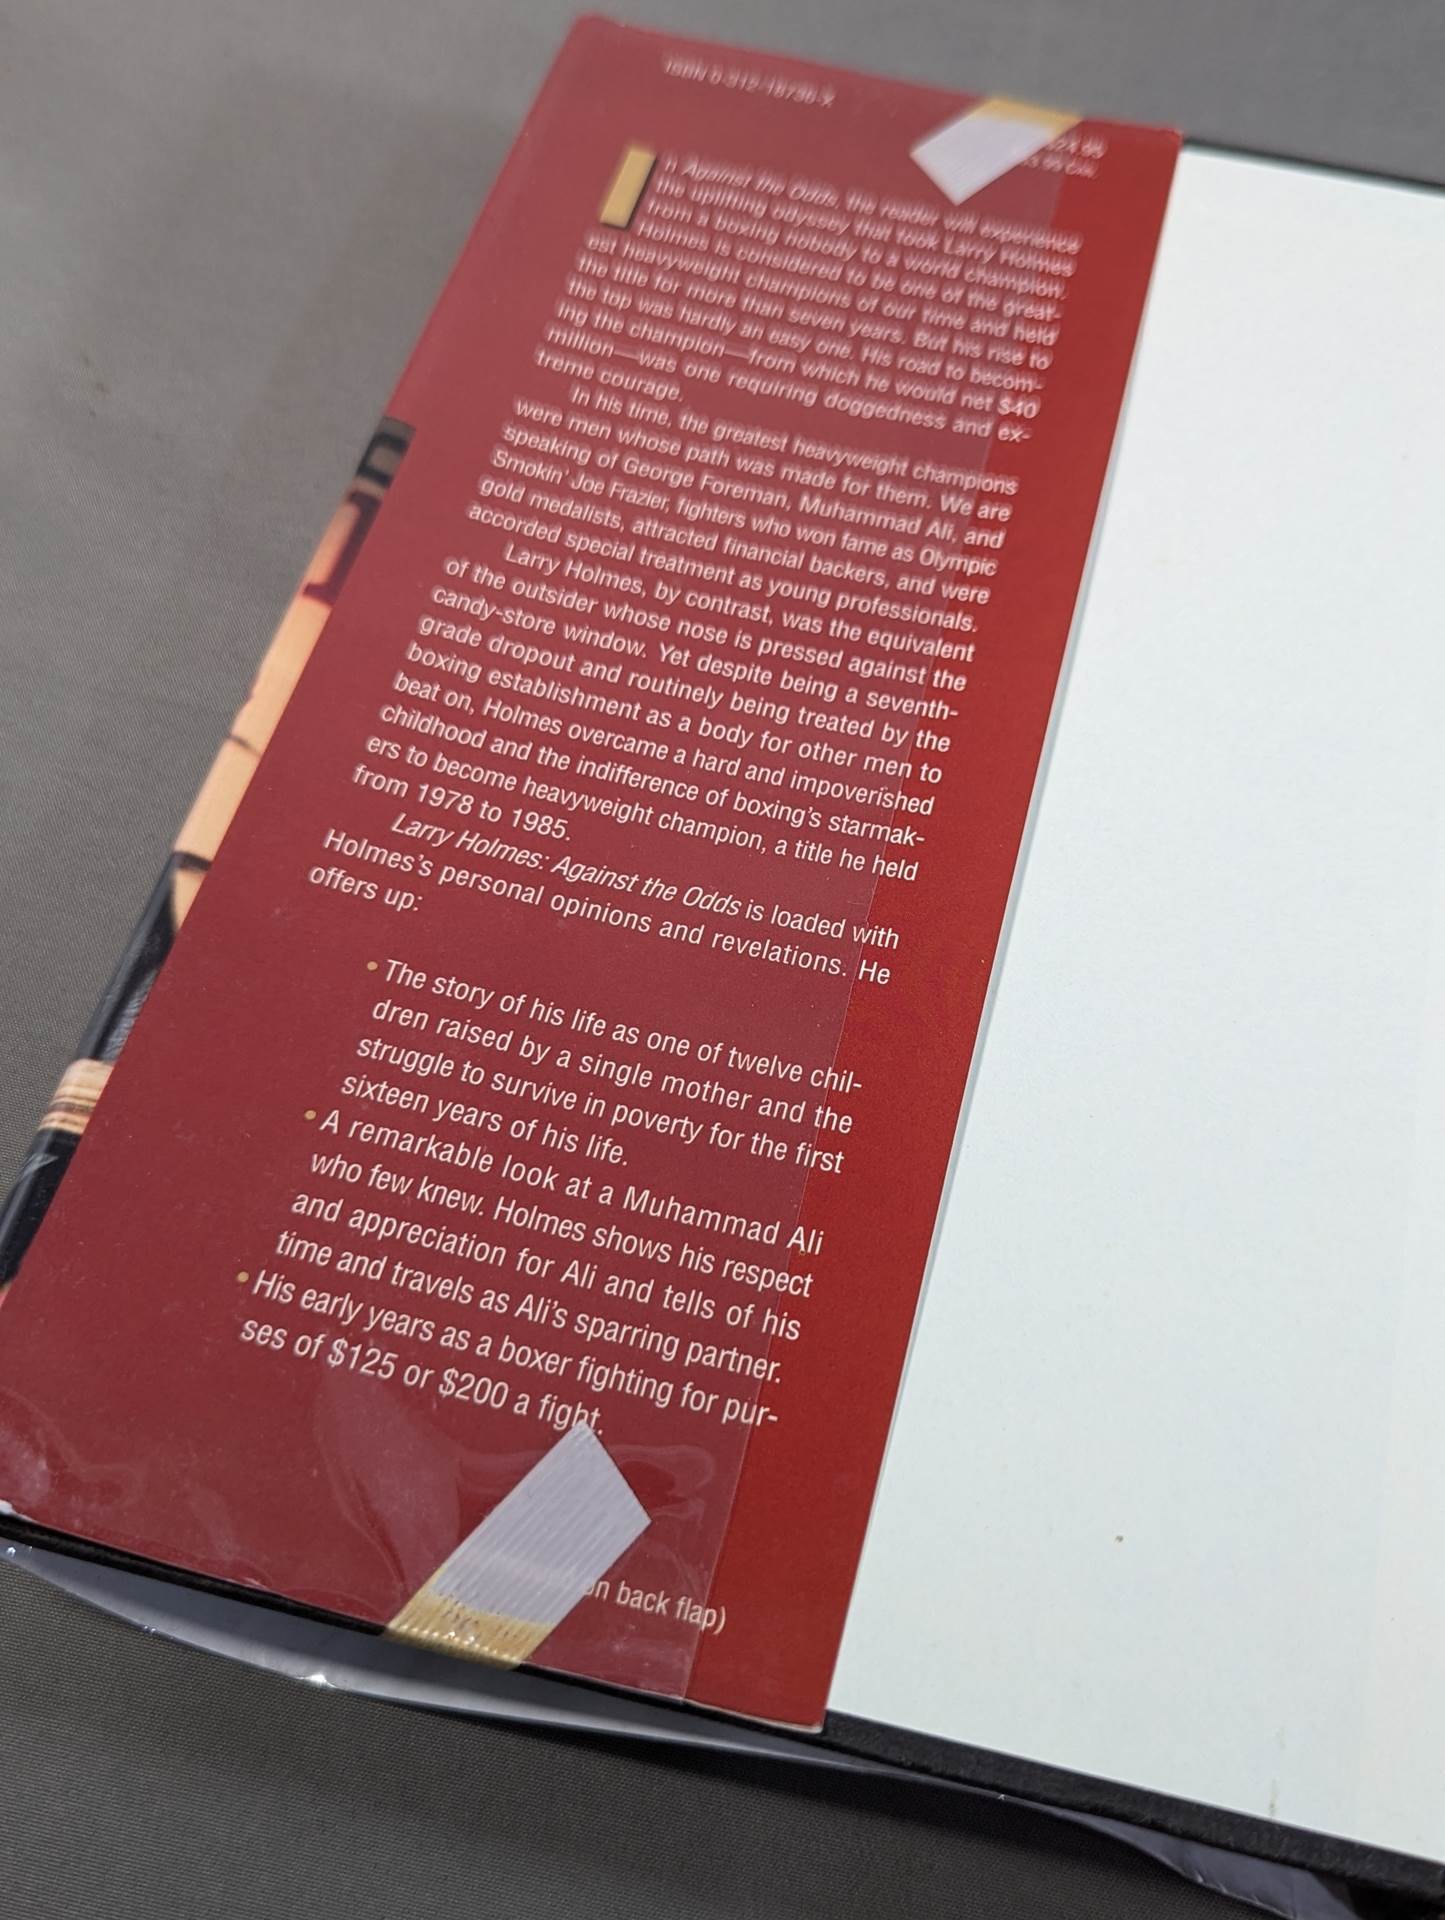 ISBN 0-312-18736-X
In Against the Odds, the reader will experience
the uplifting odyssey that took Larry Holmes
from a boxing nobody to a world champion.
Holmes is considered to be one of the great-
est heavyweight champions of our time and held
the title for more than seven years. But his rise to
the top was hardly an easy one. His road to becom-
ing the champion—from which he would net $40
million—was one requiring doggedness and ex-
treme courage.
In his time, the greatest heavyweight champions
were men whose path was made for them. We are
speaking of George Foreman, Muhammad Ali, and
Smokin' Joe Frazier, fighters who won fame as Olympic
gold medalists, attracted financial backers, and were
accorded special treatment as young professionals.
Larry Holmes, by contrast, was the equivalent
of the outsider whose nose is pressed against the
candy-store window. Yet despite being a seventh-
grade dropout and routinely being treated by the
boxing establishment as a body for other men to
beat on, Holmes overcame a hard and impoverished
childhood and the indifference of boxing's starmak-
ers to become heavyweight champion, a title he held
from 1978 to 1985.
Larry Holmes: Against the Odds is loaded with
Holmes's personal opinions and revelations. He
offers up:
• The story of his life as one of twelve chil-
dren raised by a single mother and the
struggle to survive in poverty for the first
sixteen years of his life.
• A remarkable look at a Muhammad Ali
who few knew. Holmes shows his respect
and appreciation for Ali and tells of his
time and travels as Ali's sparring partner.
• His early years as a boxer fighting for pur-
ses of $125 or $200 a fight.
on back flap)